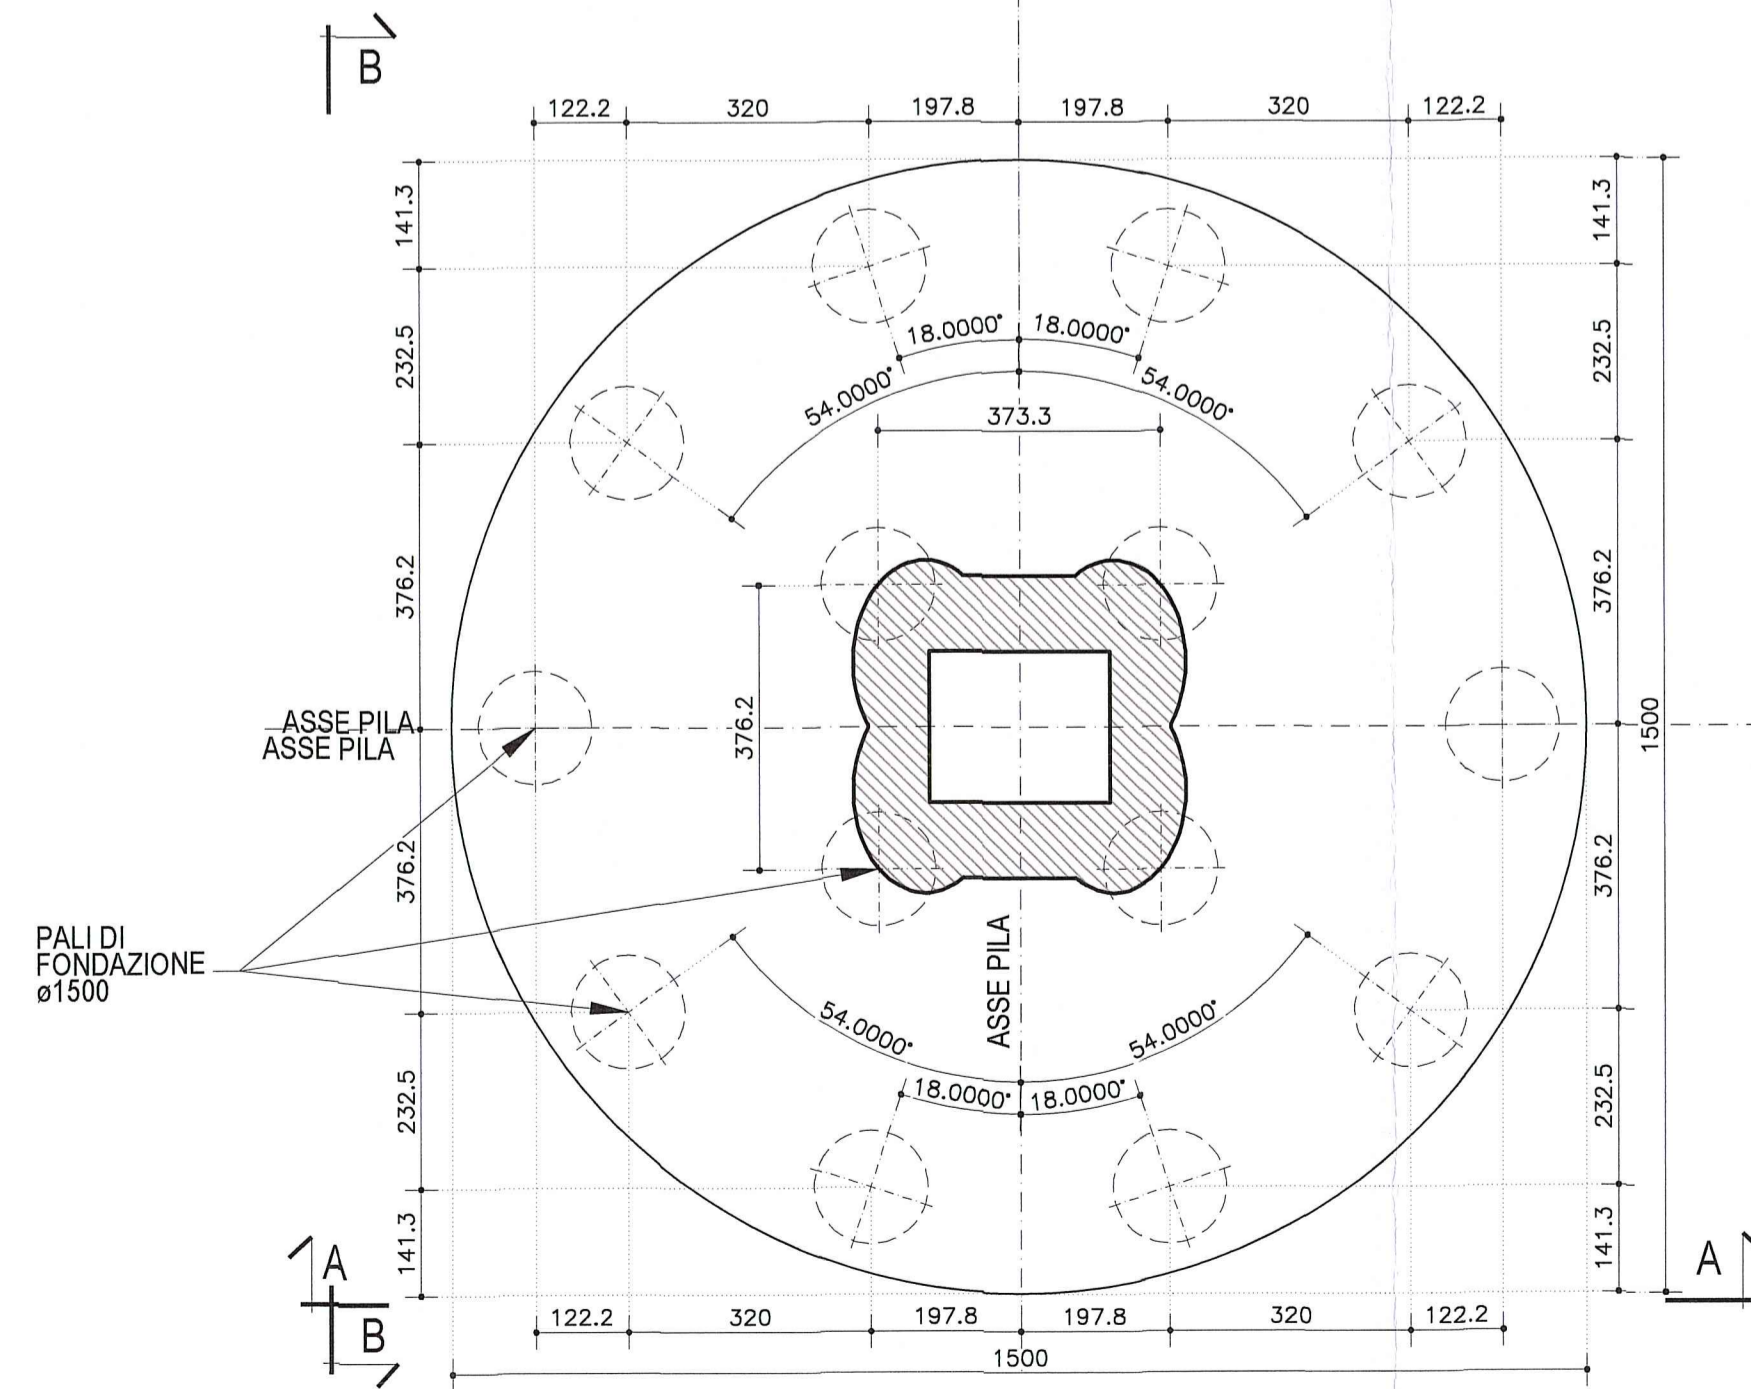 B
122.2 320 197.8 197.8 320 122.2
141.3
141.3
232.5
232.5
18.0000° 18.0000°
54.0000° 54.0000°
373.3
376.2
376.2
376.2
1500
ASSE PILA
ASSE PILA
376.2
376.2
PALI DI
FONDAZIONE
ø1500
ASSE PILA
54.0000° 54.0000°
18.0000° 18.0000°
232.5
232.5
141.3
141.3
A
A
B
122.2 320 197.8 197.8 320 122.2
1500